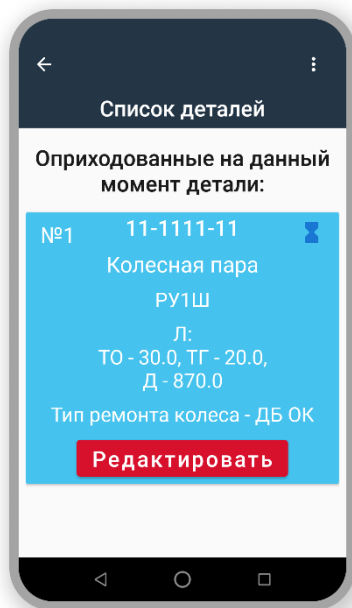 Список деталей
Оприходованные на данный
момент детали:
№1
11-1111-11
Колесная пара
РУ1Ш
Л:
ТО - 30.0, ТГ - 20.0,
Д - 870.0
Тип ремонта колеса - ДБ ОК
Редактировать